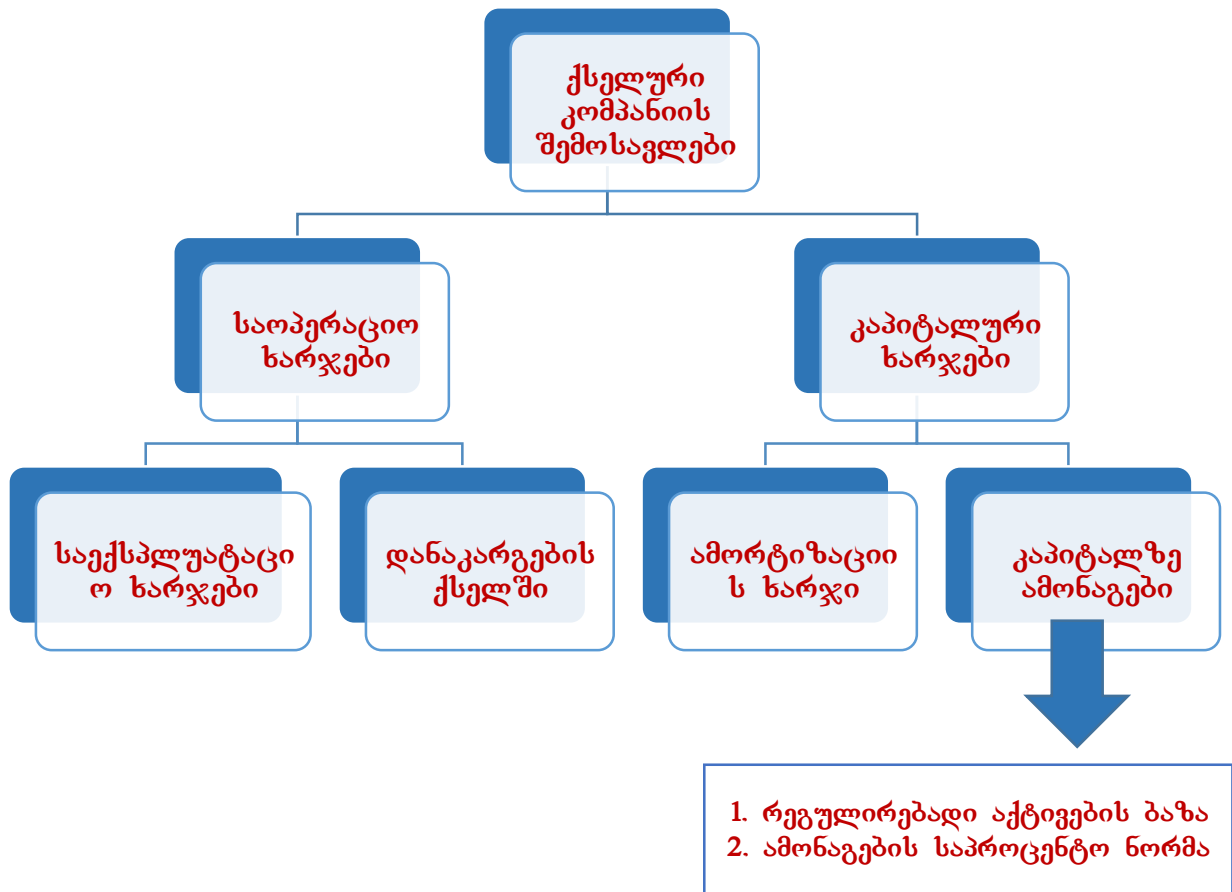 ქსელური
კომპანიის
შემოსავლები
საოპერაციო
ხარჯები
კაპიტალური
ხარჯები
საექსპლუატაცი
ო ხარჯები
დანაკარგების
ქსელში
ამორტიზაციი
ს ხარჯი
კაპიტალზე
ამონაგები
1. რეგულირებადი აქტივების ბაზა
2. ამონაგების საპროცენტო ნორმა